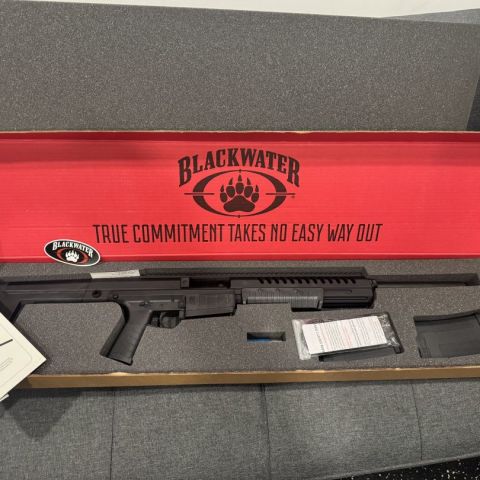 BLACKWATER
TRUE COMMITMENT TAKES NO EASY WAY OUT
BLACKWATER